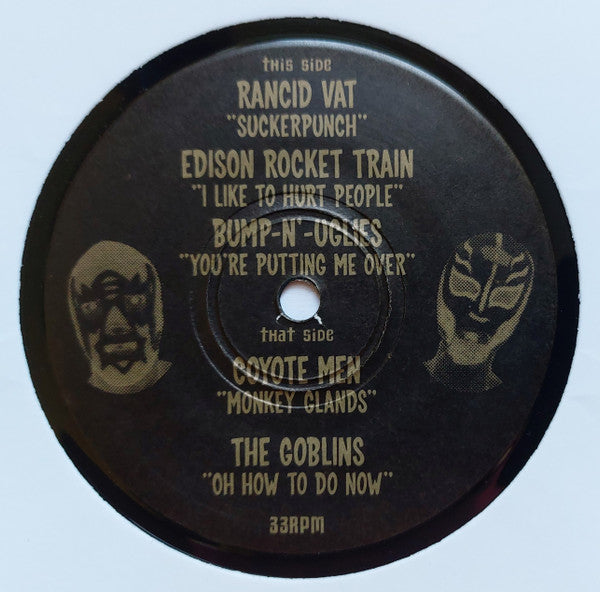 THIS SIDE
RANCID VAT
"SUCKERPUNCH"
EDISON ROCKET TRAIN
"I LIKE TO HURT PEOPLE"
BUMP-N'-UGLIES
"YOU'RE PUTTING ME OVER"
THAT SIDE
COYOTE MEN
"MONKEY GLANDS"
THE GOBLINS
"OH HOW TO DO NOW"
33RPM